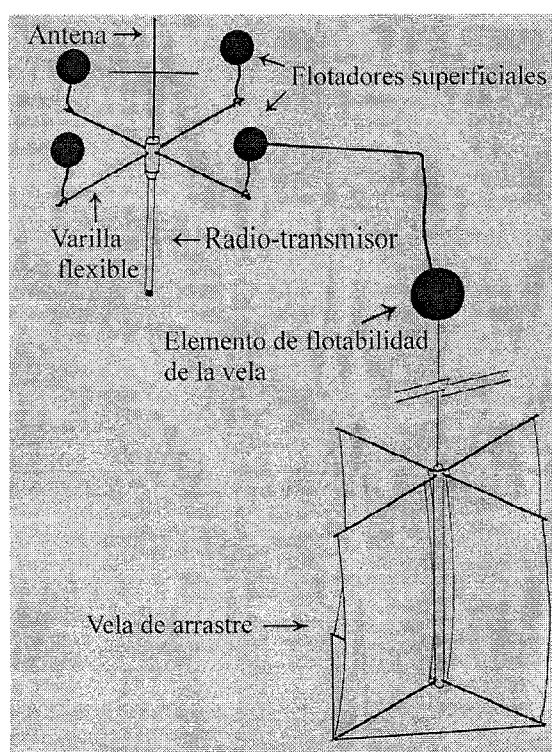 Antena
Flotadores superficiales
Varilla
flexible
Radio-transmisor
Elemento de flotabilidad
de la vela
Vela de arrastre